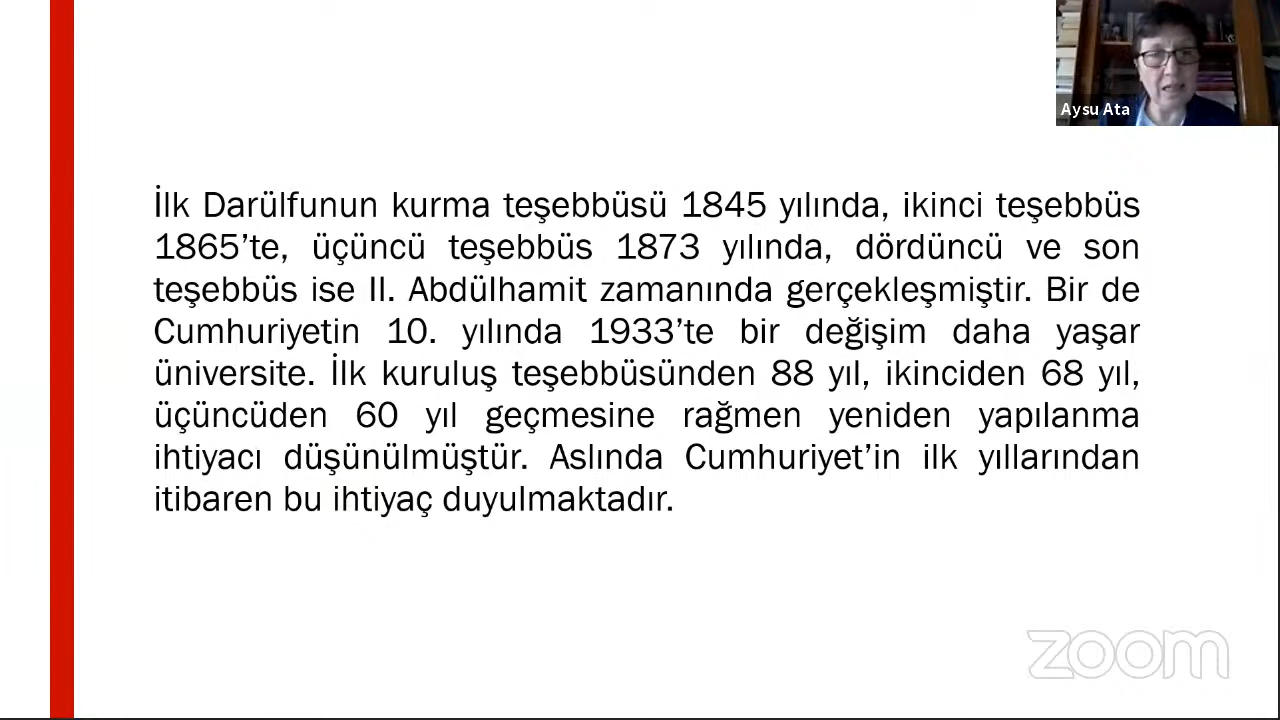 Aysu Ata
İlk Darülfunun kurma teşebbüsü 1845 yılında, ikinci teşebbüs
1865’te, üçüncü teşebbüs 1873 yılında, dördüncü ve son
teşebbüs ise II. Abdülhamit zamanında gerçekleşmiştir. Bir de
Cumhuriyetin 10. yılında 1933’te bir değişim daha yaşar
üniversite. İlk kuruluş teşebbüsünden 88 yıl, ikinciden 68 yıl,
üçüncüden 60 yıl geçmesine rağmen yeniden yapılanma
ihtiyacı düşünülmüştür. Aslında Cumhuriyet’in ilk yıllarından
itibaren bu ihtiyaç duyulmaktadır.
zoom